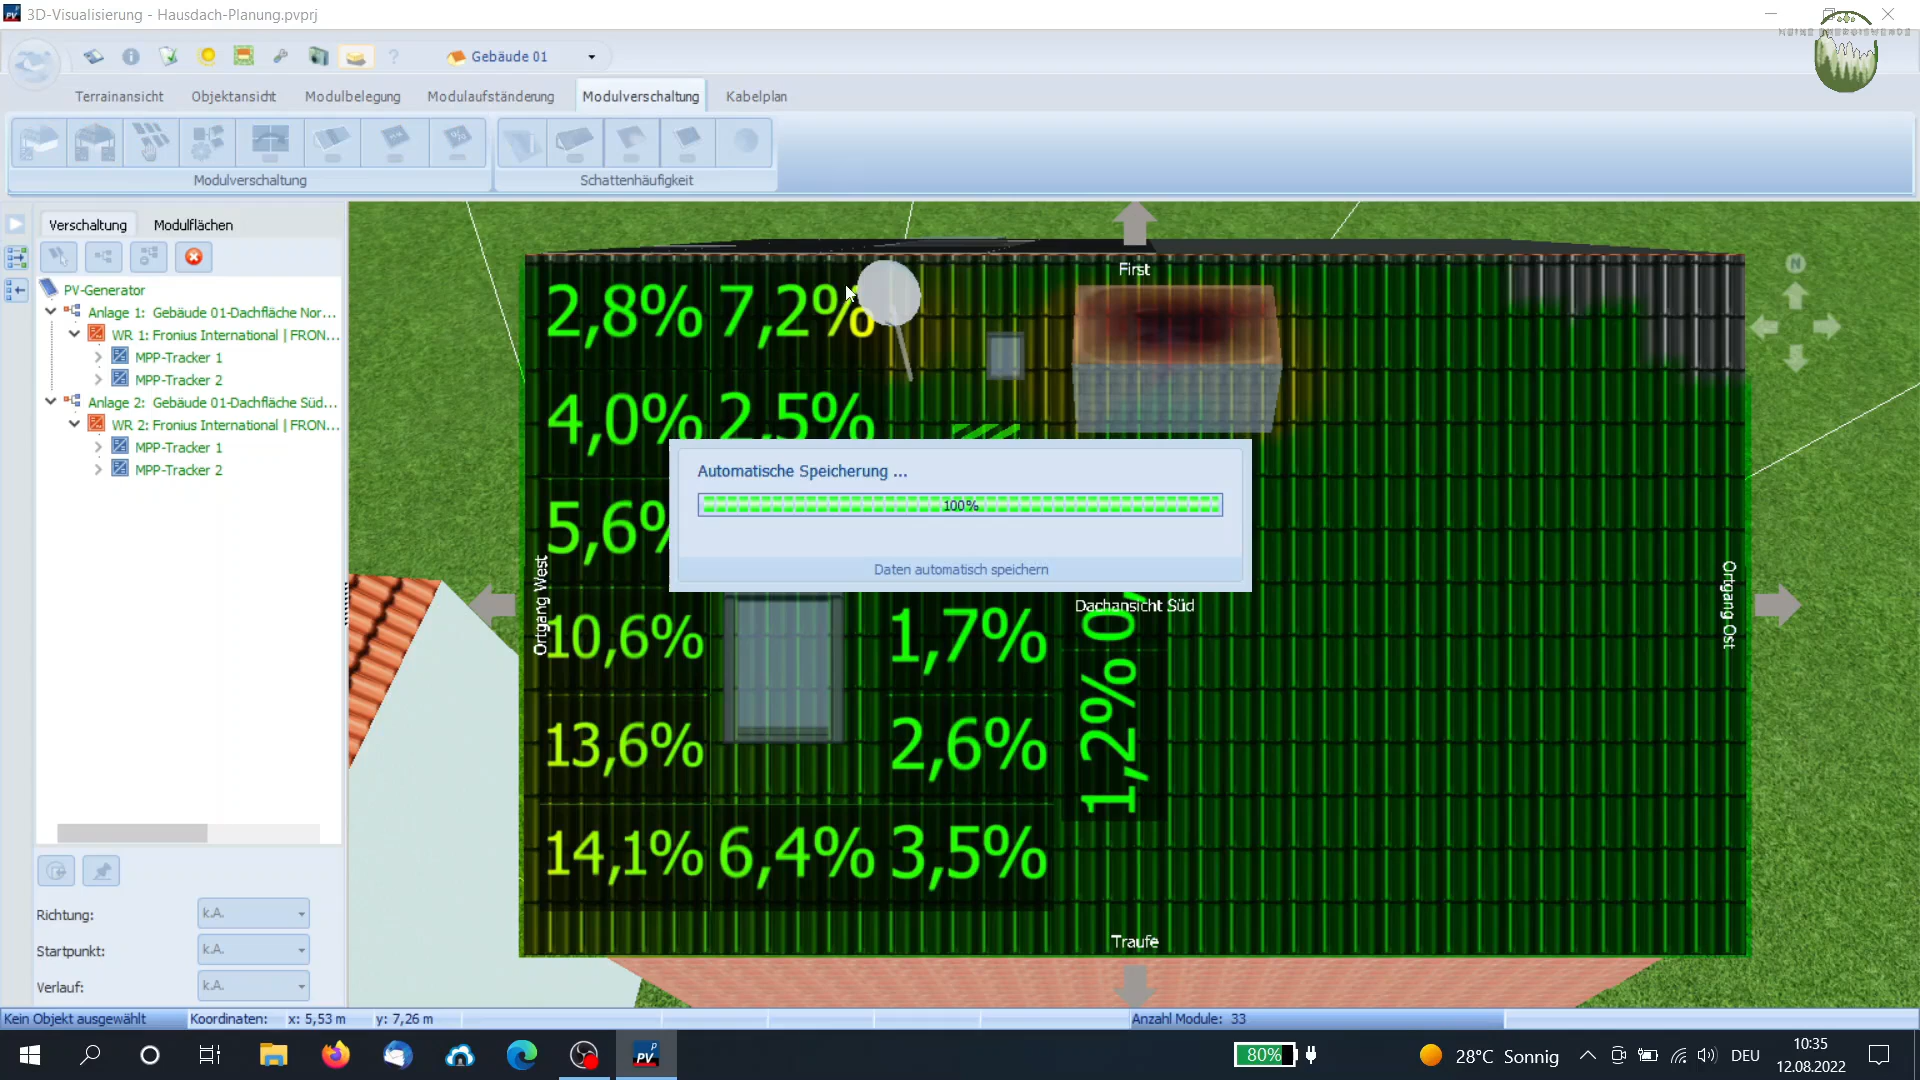 3D-Visualisierung - Hausdach-Planung.pvprj
MEINE ENERGIEWENDE
Gebäude 01
Terrainansicht
Objektansicht
Modulbelegung
Modulaufständerung
Modulverschaltung
Kabelplan
Modulverschaltung
Schattenhäufigkeit
Verschaltung
Modulflächen
PV-Generator
Anlage 1: Gebäude 01-Dachfläche Nor...
WR 1: Fronius International | FRON...
MPP-Tracker 1
MPP-Tracker 2
Anlage 2: Gebäude 01-Dachfläche Süd...
WR 2: Fronius International | FRON...
MPP-Tracker 1
MPP-Tracker 2
Richtung: k.A.
Startpunkt: k.A.
Verlauf: k.A.
N
First
2,8% 7,2%
4,0% 2,5%
5,6%
Automatische Speicherung ...
100%
Daten automatisch speichern
Ortgang West
Dachansicht Süd
Ortgang Ost
10,6% 1,7%
13,6% 2,6%
14,1% 6,4% 3,5%
1,2% 0,
Traufe
Kein Objekt ausgewählt
Koordinaten: x: 5,53 m y: 7,26 m
Anzahl Module: 33
PV
80%
28°C Sonnig
DEU
10:35
12.08.2022